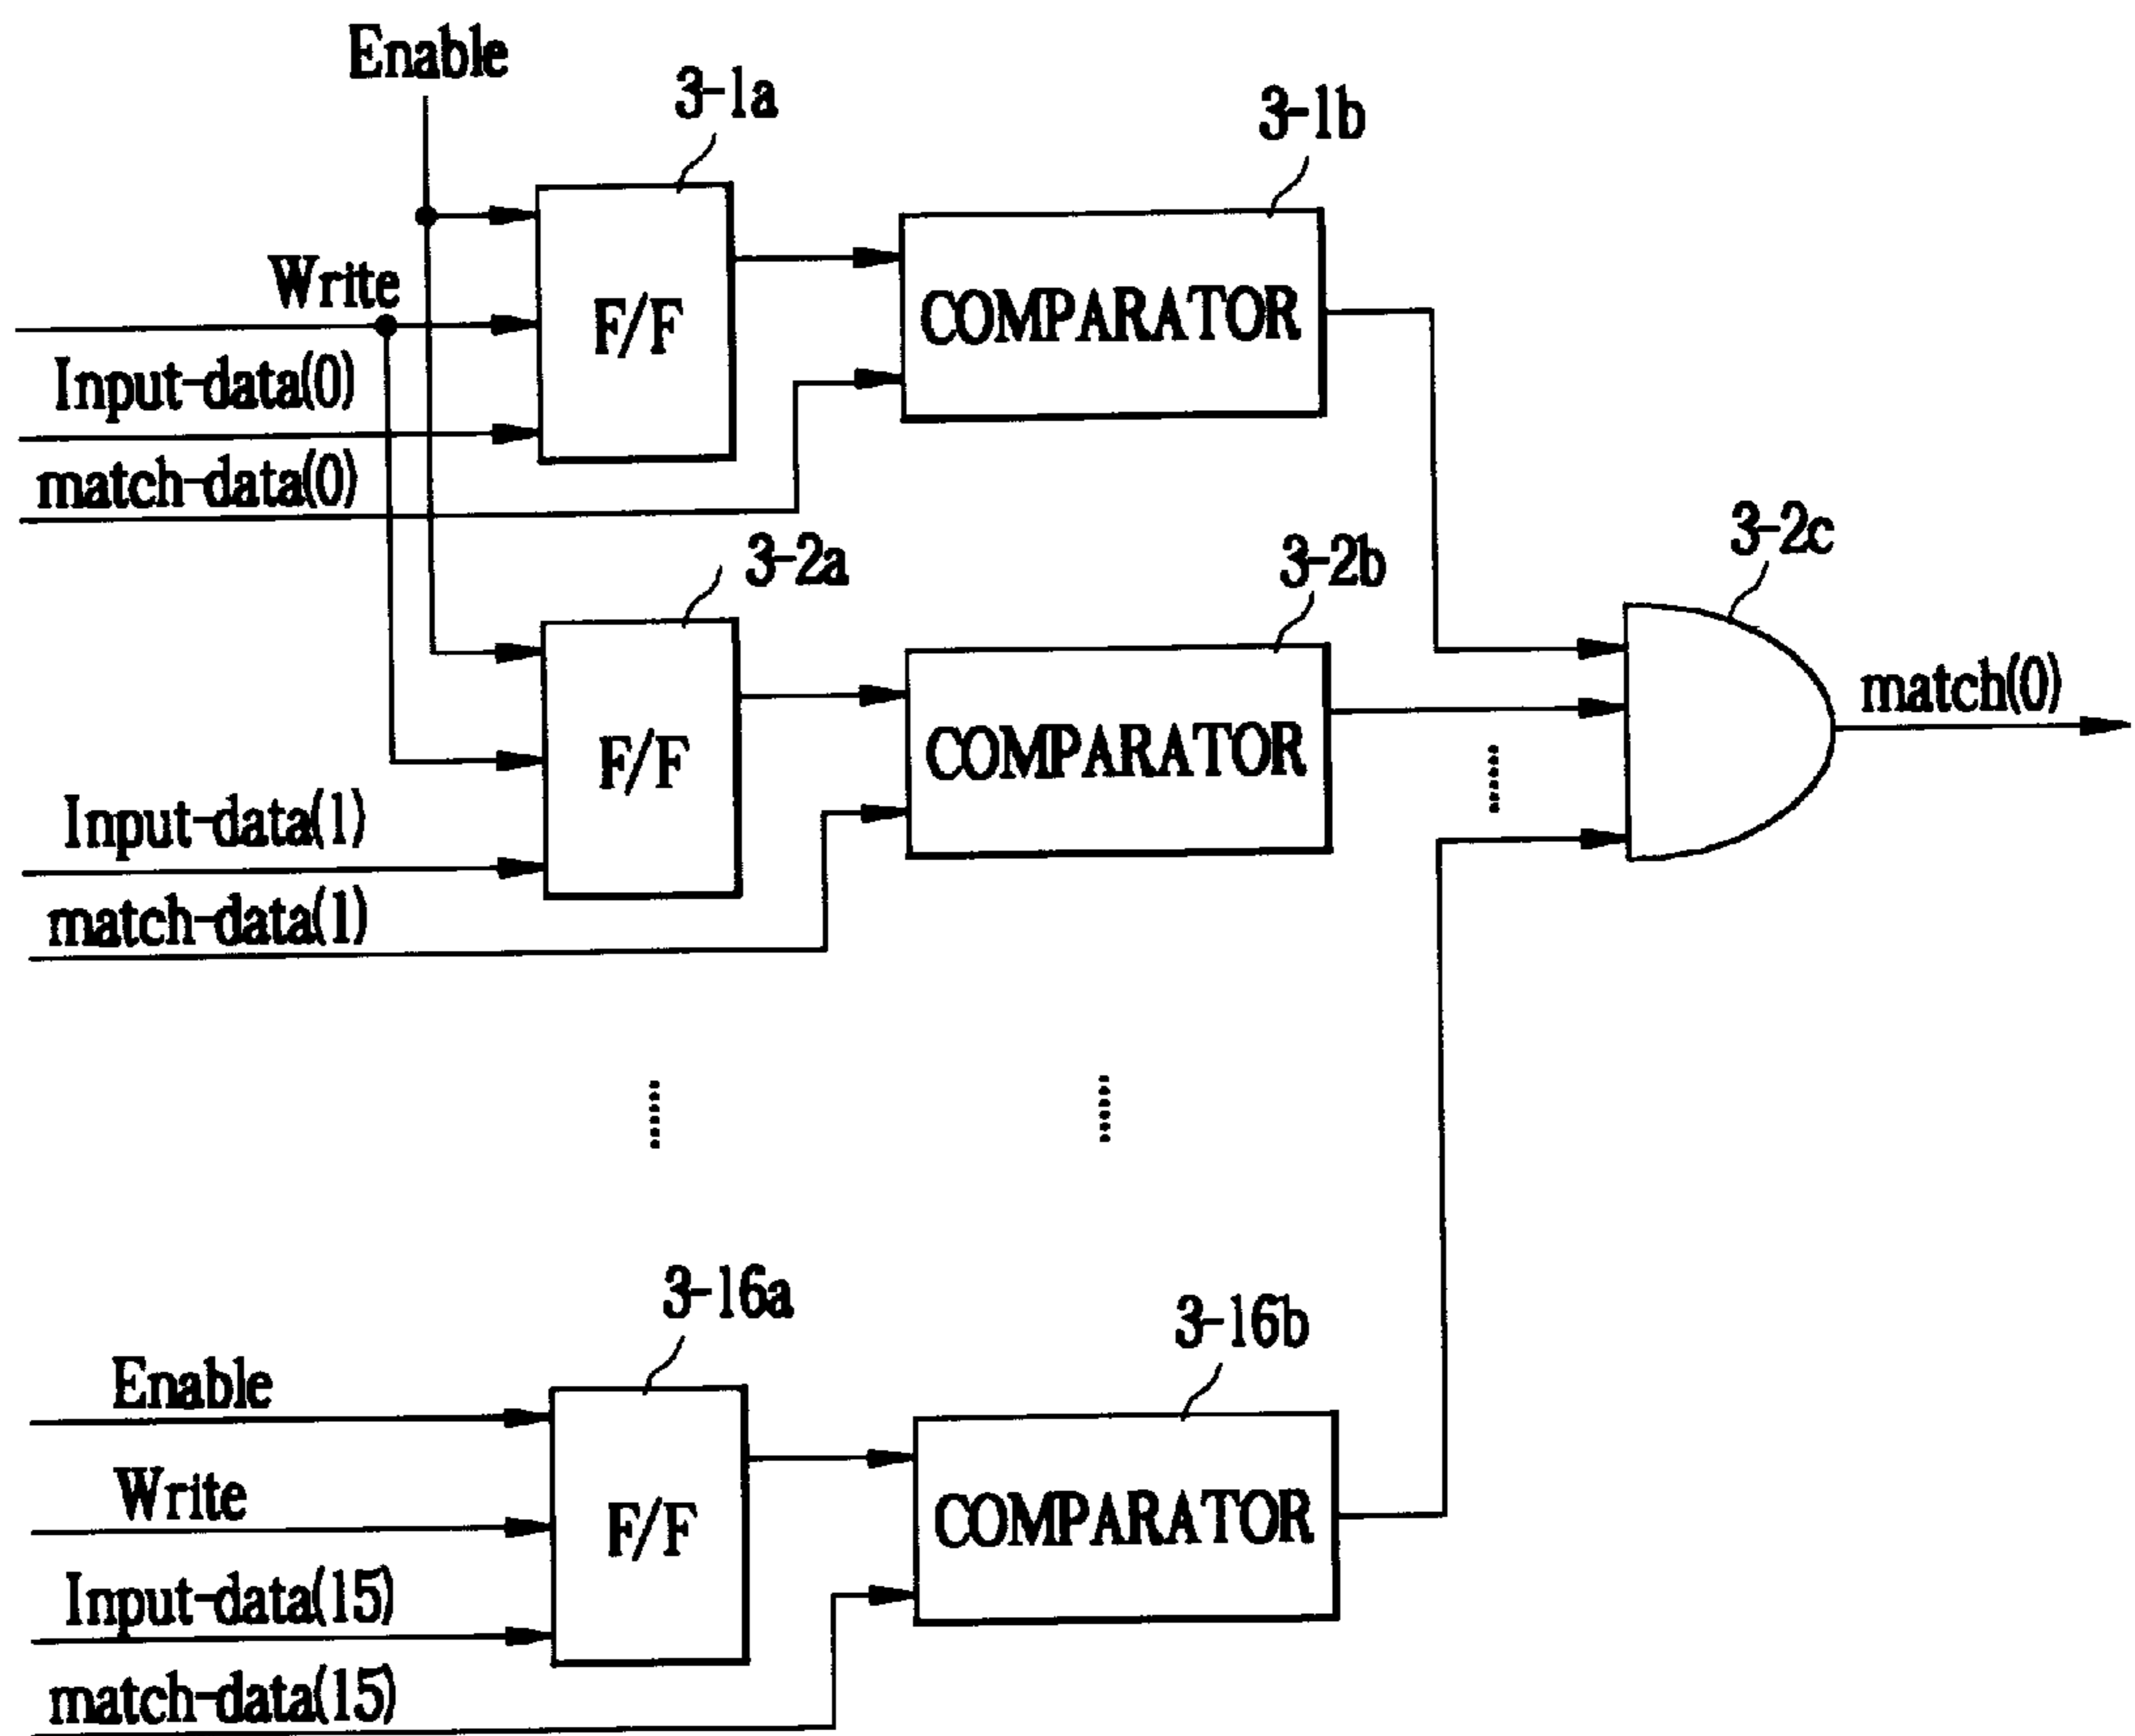 Enable
3-1a
3-1b
Write
F/F
COMPARATOR
Input-data(0)
match-data(0)
3-2a
3-2b
3-2c
match(0)
F/F
COMPARATOR
Input-data(1)
match-data(1)
3-16a
3-16b
Enable
Write
F/F
COMPARATOR
Input-data(15)
match-data(15)